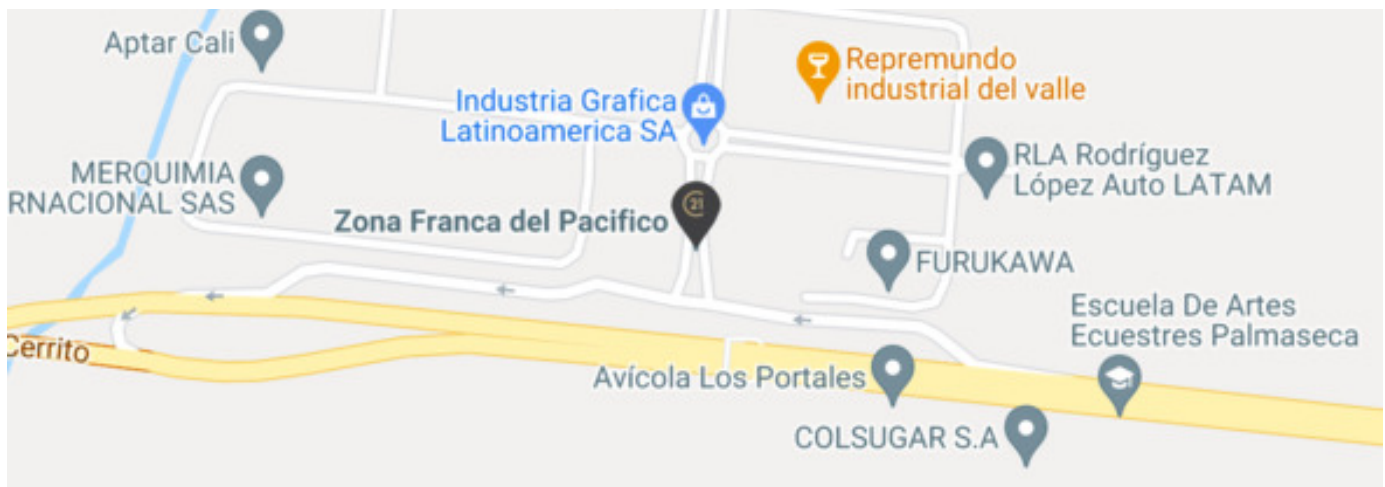 Aptar Cali
Repremundo
industrial del valle
Industria Grafica
Latinoamerica SA
RLA Rodríguez
López Auto LATAM
MERQUIMIA
RNACIONAL SAS
21
Zona Franca del Pacifico
FURUKAWA
Escuela De Artes
Ecuestres Palmaseca
Cerrito
Avícola Los Portales
COLSUGAR S.A